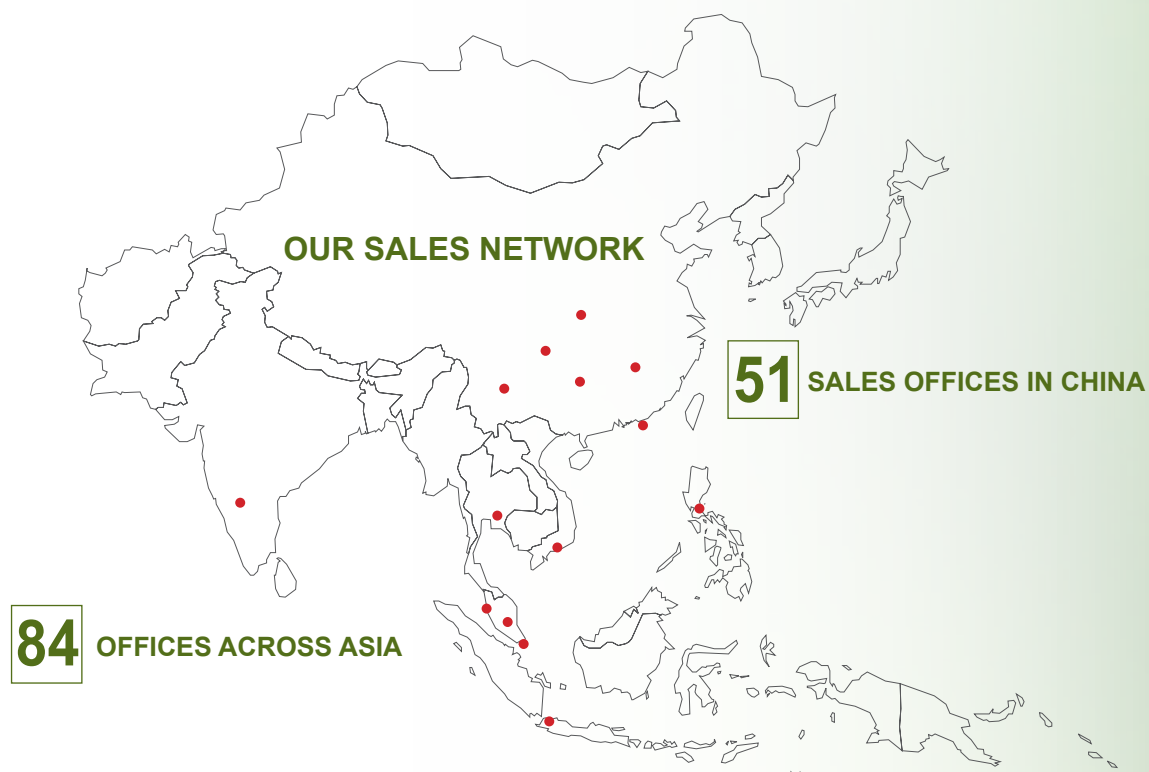 OUR SALES NETWORK
51 SALES OFFICES IN CHINA
84 OFFICES ACROSS ASIA